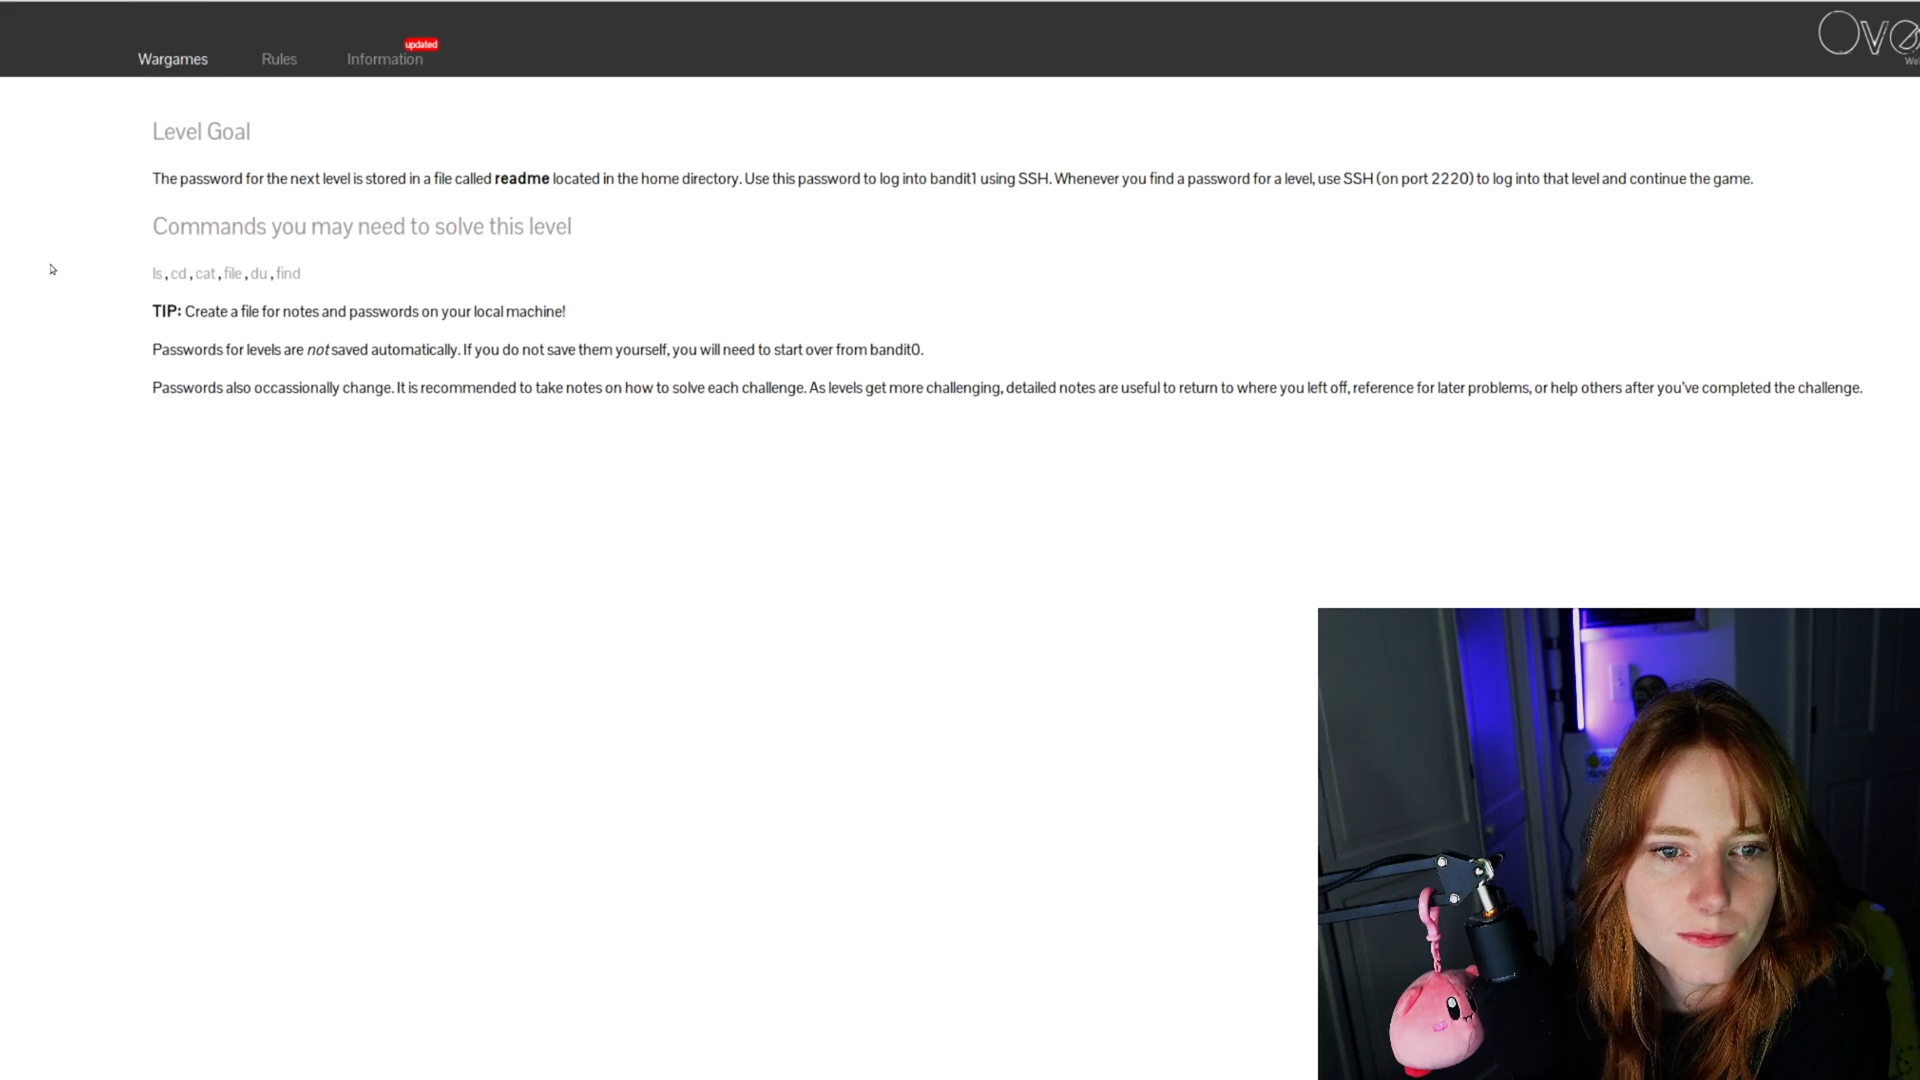 updated
Wargames Rules Information
Level Goal
The password for the next level is stored in a file called readme located in the home directory. Use this password to log into bandit1 using SSH. Whenever you find a password for a level, use SSH (on port 2220) to log into that level and continue the game.
Commands you may need to solve this level
ls , cd , cat , file , du , find
TIP: Create a file for notes and passwords on your local machine!
Passwords for levels are not saved automatically. If you do not save them yourself, you will need to start over from bandit0.
Passwords also occassionally change. It is recommended to take notes on how to solve each challenge. As levels get more challenging, detailed notes are useful to return to where you left off, reference for later problems, or help others after you've completed the challenge.